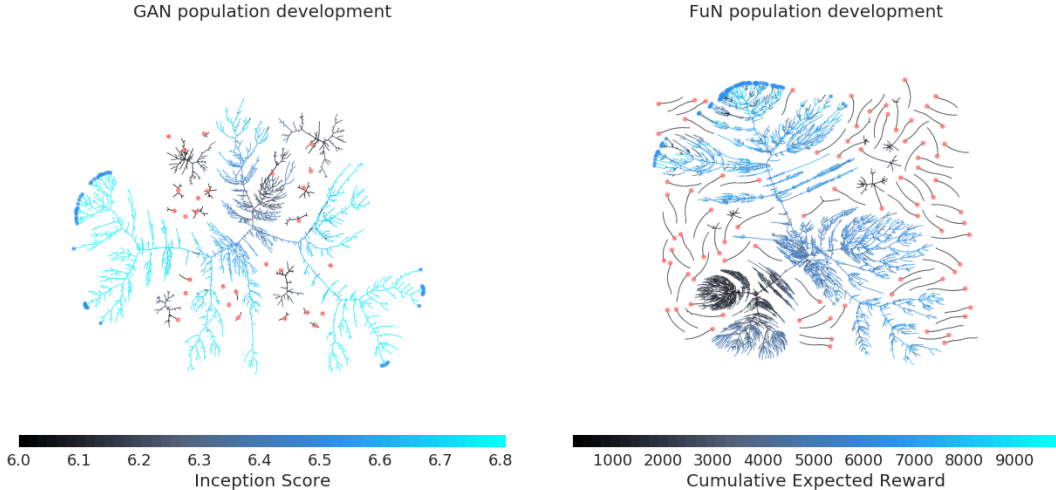 GAN population development
FuN population development
6.0 6.1 6.2 6.3 6.4 6.5 6.6 6.7 6.8
Inception Score
1000 2000 3000 4000 5000 6000 7000 8000 9000
Cumulative Expected Reward